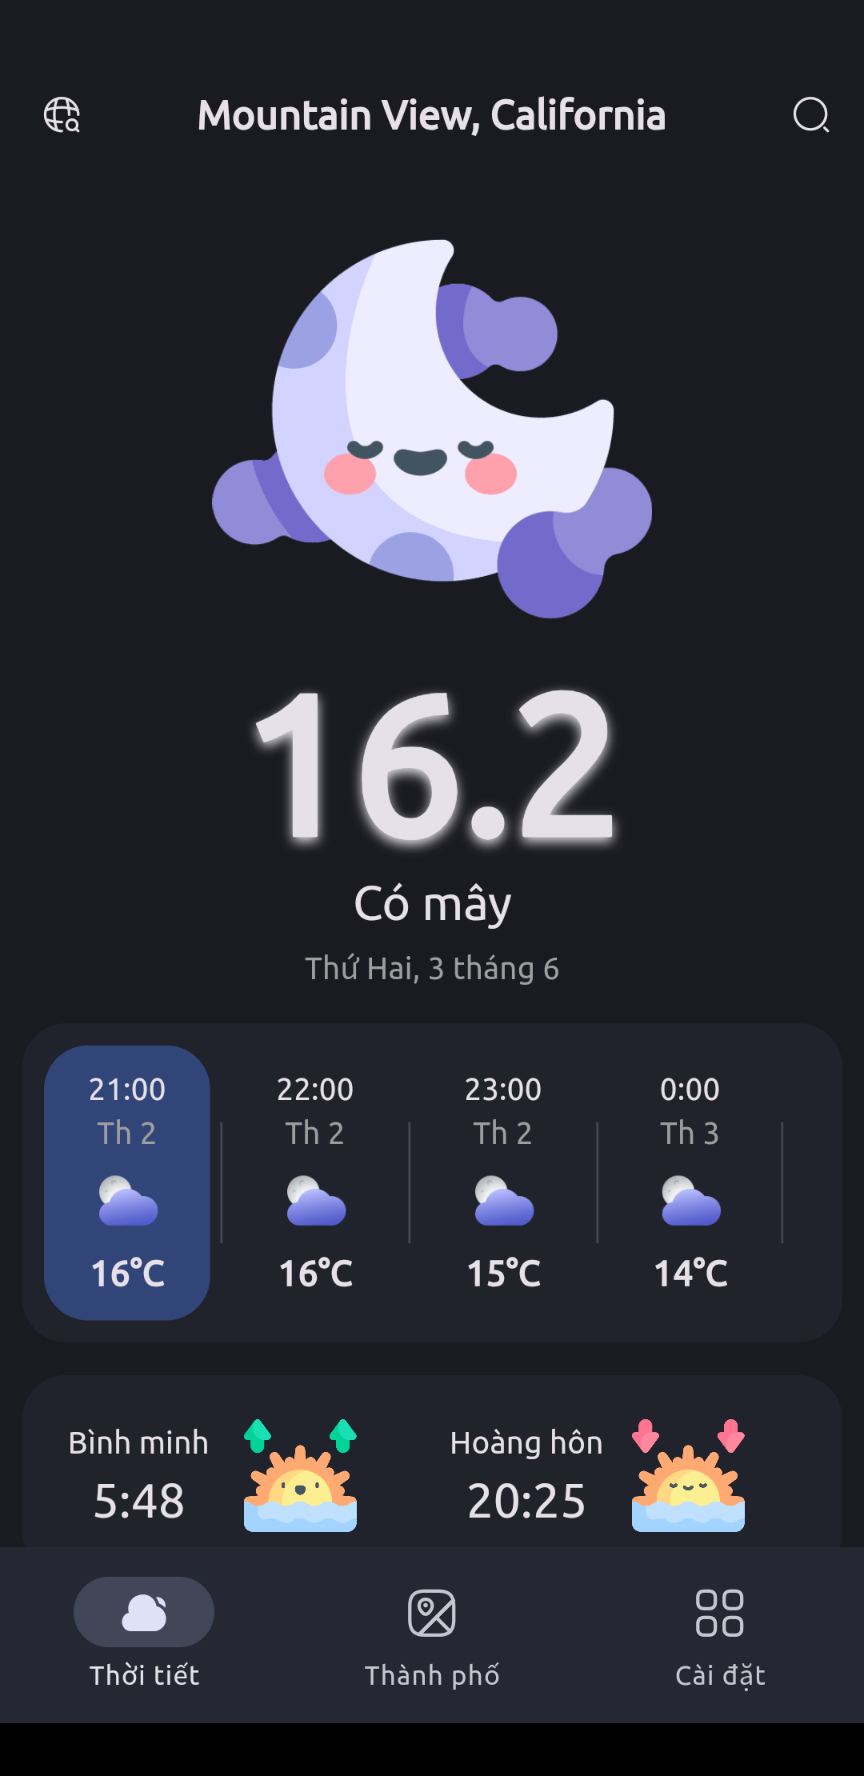 Mountain View, California
16.2
Có mây
Thứ Hai, 3 tháng 6
21:00 22:00 23:00 0:00
Th 2 Th 2 Th 2 Th 3
16°C 16°C 15°C 14°C
Bình minh Hoàng hôn
5:48 20:25
Thời tiết Thành phố Cài đặt